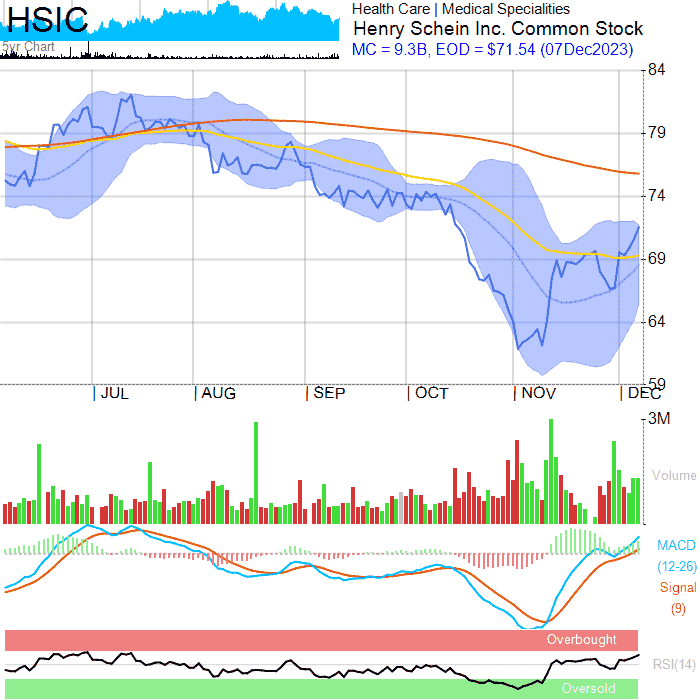 HSIC
5yr Chart
Health Care | Medical Specialities
Henry Schein Inc. Common Stock
MC = 9.3B, EOD = $71.54 (07Dec2023)
84
79
74
69
64
59
JUL
AUG
SEP
OCT
NOV
DEC
3M
Volume
MACD
(12-26)
Signal
(9)
Overbought
RSI(14)
Oversold